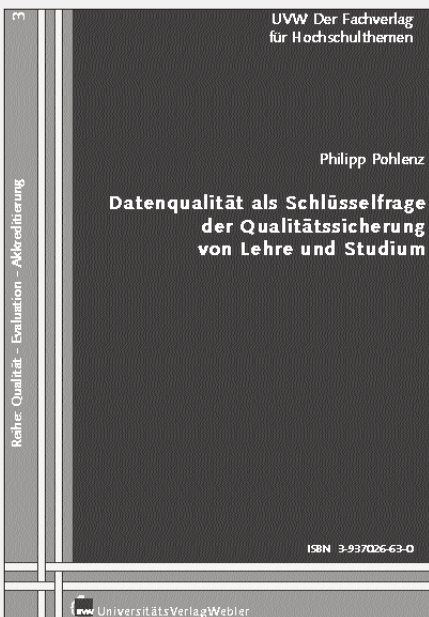 3
Reihe: Qualität – Evaluation – Akkreditierung
UVW Der Fachverlag
für Hochschulthemen
Philipp Pohlenz
Datenqualität als Schlüsselfrage
der Qualitätssicherung
von Lehre und Studium
ISBN 3-937026-63-0
UVW UniversitätsVerlagWebler